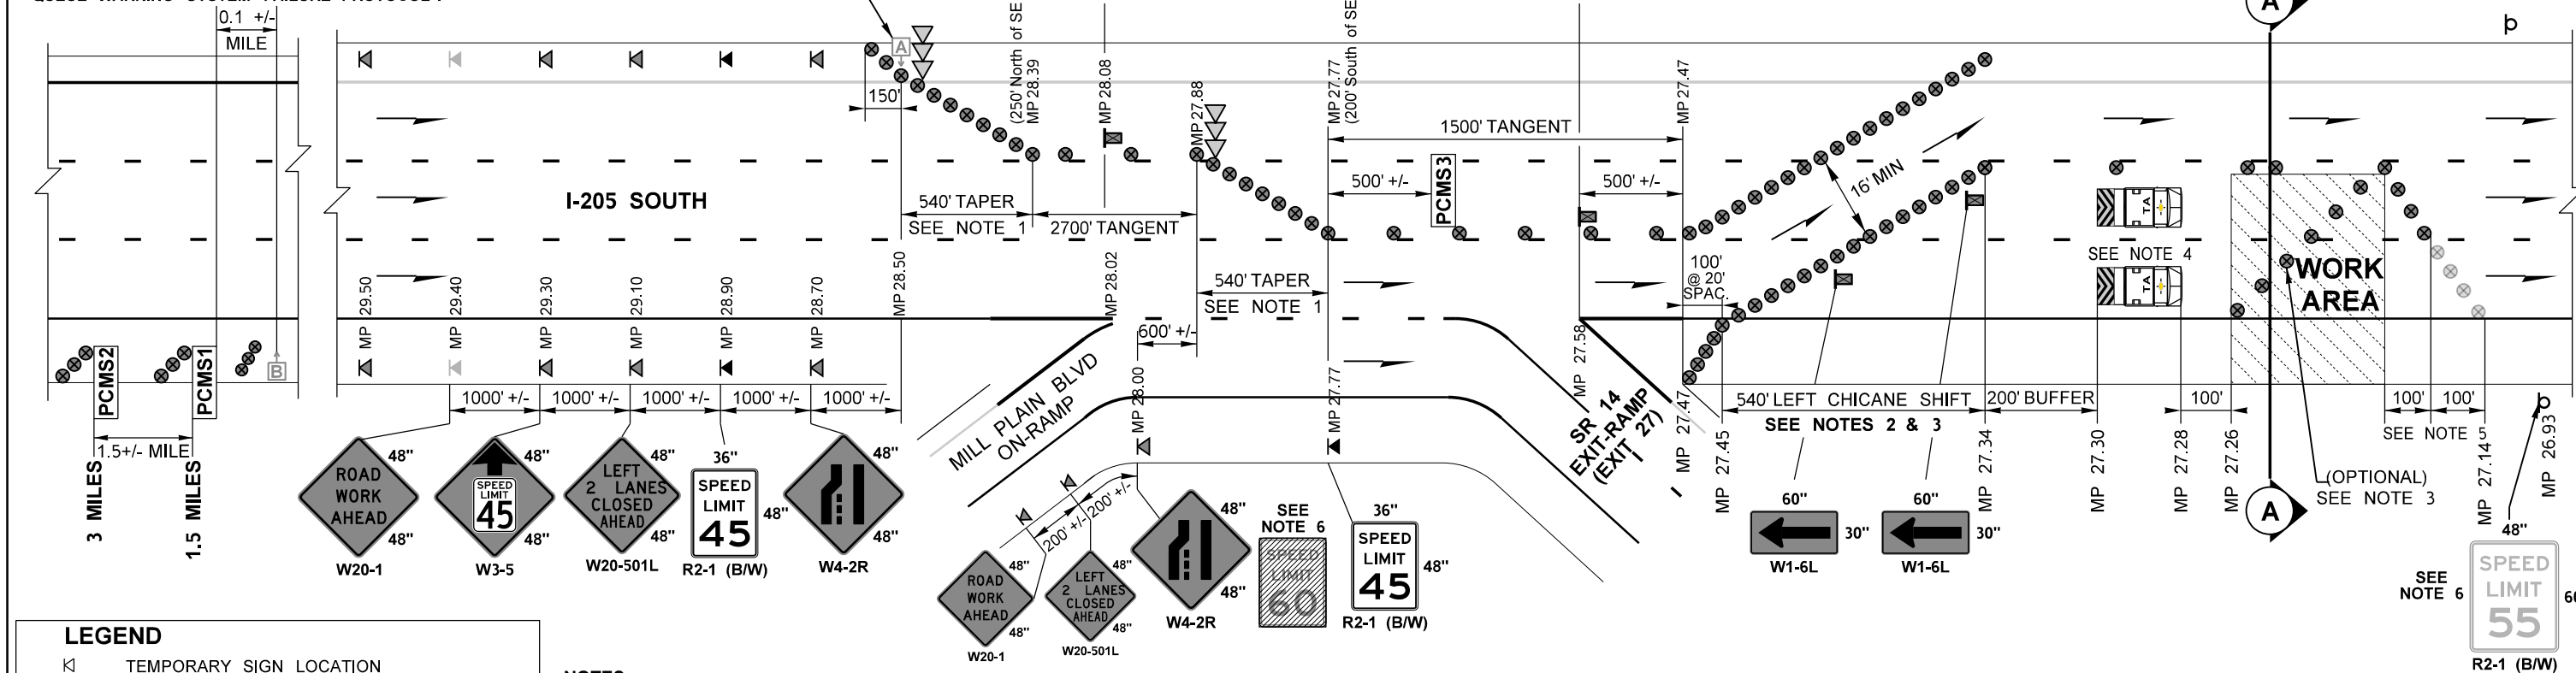 0.1 +/-
MILE
A
A
þ
150'
(250' North of SE
MP 28.39
MP 28.08
MP 27.88
MP 27.77
(200' South of SE
MP 27.47
1500' TANGENT
500' +/-
PCMS3
500' +/-
16' MIN
I-205 SOUTH
540' TAPER
SEE NOTE 1
2700' TANGENT
540' TAPER
SEE NOTE 1
100'
@ 20'
SPAC.
TA
SEE NOTE 4
TA
WORK
AREA
MP 29.50
MP 29.40
MP 29.30
MP 29.10
MP 28.90
MP 28.70
MP 28.50
MP 28.02
600' +/-
MP 28.00
MP 27.77
MP 27.58
PCMS2
PCMS1
B
1.5+/- MILE
3 MILES
1.5 MILES
1000' +/-
1000' +/-
1000' +/-
1000' +/-
1000' +/-
MILL PLAIN BLVD
ON-RAMP
SR 14
EXIT-RAMP
(EXIT 27)
MP 27.47
MP 27.47
MP 27.45
540' LEFT CHICANE SHIFT
SEE NOTES 2 & 3
200' BUFFER
100'
100'
100'
SEE NOTE 5
þ
MP 27.34
MP 27.30
MP 27.28
MP 27.26
MP 27.14
MP 26.93
(OPTIONAL)
SEE NOTE 3
A
ROAD
WORK
AHEAD
48"
48"
W20-1
SPEED
LIMIT
45
48"
48"
W3-5
LEFT
2 LANES
CLOSED
AHEAD
48"
48"
W20-501L
36"
SPEED
LIMIT
45
48"
R2-1 (B/W)
48"
48"
W4-2R
200' +/-
200' +/-
ROAD
WORK
AHEAD
48"
48"
W20-1
LEFT
2 LANES
CLOSED
AHEAD
48"
48"
W20-501L
48"
48"
W4-2R
SEE
NOTE 6
SPEED
LIMIT
60
36"
SPEED
LIMIT
45
48"
R2-1 (B/W)
60"
30"
W1-6L
60"
30"
W1-6L
48"
SEE
NOTE 6
SPEED
LIMIT
55
R2-1 (B/W)
LEGEND
TEMPORARY SIGN LOCATION